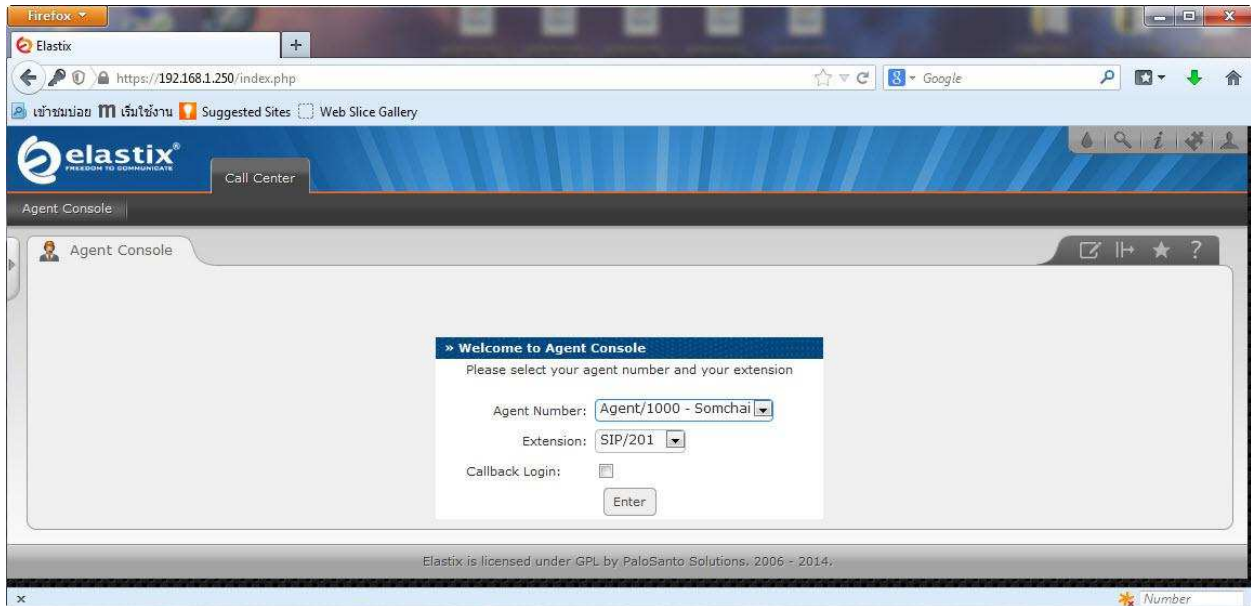 Firefox
Elastix
https://192.168.1.250/index.php
Google
เข้าชมบ่อย เริ่มใช้งาน Suggested Sites Web Slice Gallery
elastix®
FREEDOM TO COMMUNICATE
Call Center
Agent Console
Agent Console
» Welcome to Agent Console
Please select your agent number and your extension
Agent Number: Agent/1000 - Somchai
Extension: SIP/201
Callback Login:
Enter
Elastix is licensed under GPL by PaloSanto Solutions. 2006 - 2014.
x Number